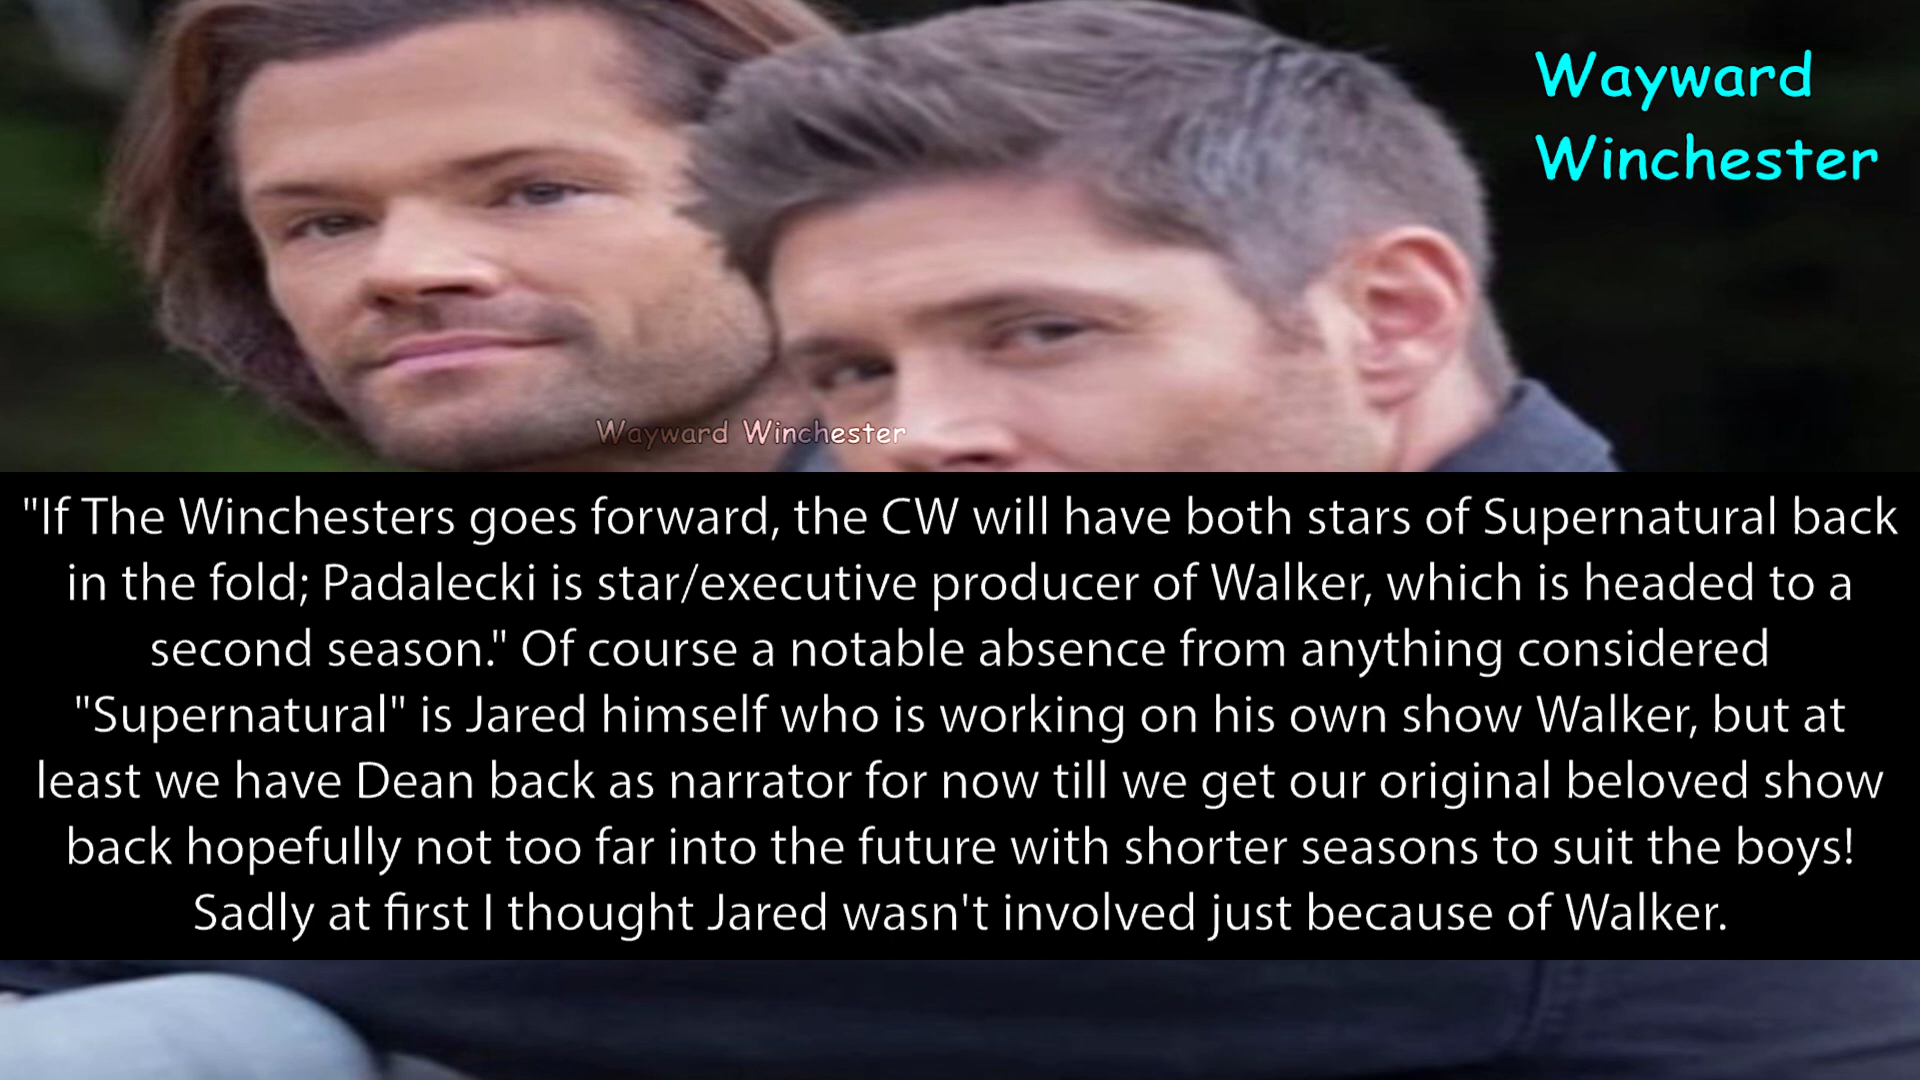 Wayward
Winchester
Wayward Winchester
"If The Winchesters goes forward, the CW will have both stars of Supernatural back
in the fold; Padalecki is star/executive producer of Walker, which is headed to a
second season." Of course a notable absence from anything considered
"Supernatural" is Jared himself who is working on his own show Walker, but at
least we have Dean back as narrator for now till we get our original beloved show
back hopefully not too far into the future with shorter seasons to suit the boys!
Sadly at first I thought Jared wasn't involved just because of Walker.